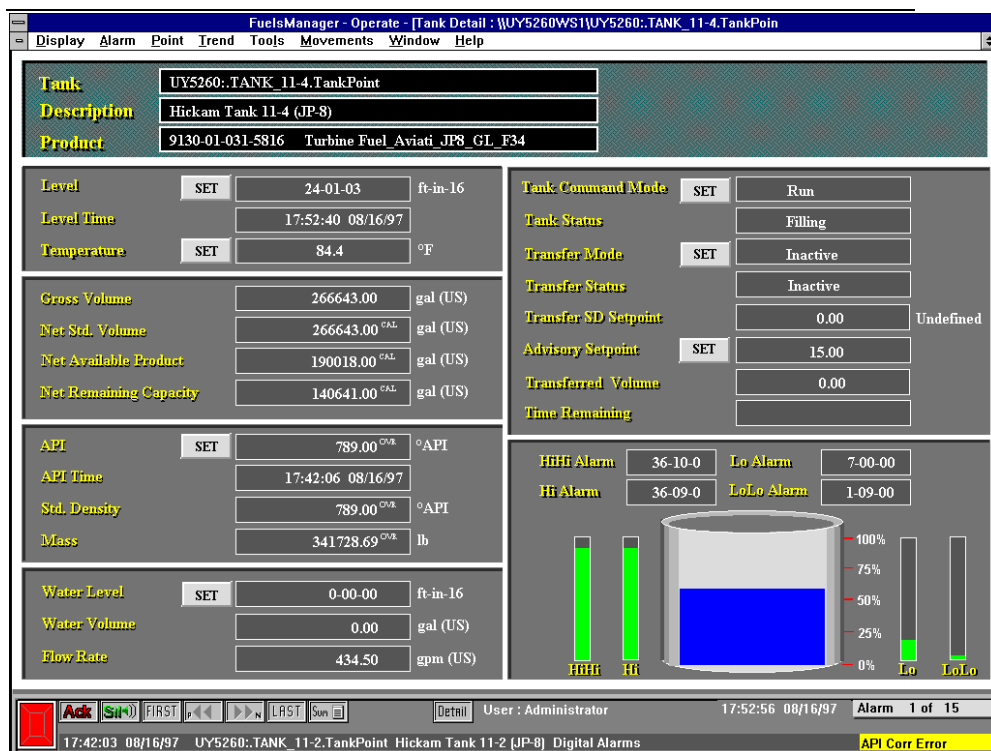 FuelsManager - Operate - [Tank Detail : \\UY5260WS1\UY5260:.TANK_11-4.TankPoin
Display Alarm Point Trend Tools Movements Window Help
Tank UY5260:.TANK_11-4.TankPoint
Description Hickam Tank 11-4 (JP-8)
Product 9130-01-031-5816 Turbine Fuel_Aviati_JP8_GL_F34
Level SET 24-01-03 ft-in-16
Level Time 17:52:40 08/16/97
Temperature SET 84.4 °F
Gross Volume 266643.00 gal (US)
Net Std. Volume 266643.00 CAL gal (US)
Net Available Product 190018.00 CAL gal (US)
Net Remaining Capacity 140641.00 CAL gal (US)
API SET 789.00 OVR °API
API Time 17:42:06 08/16/97
Std. Density 789.00 OVR °API
Mass 341728.69 OVR lb
Water Level SET 0-00-00 ft-in-16
Water Volume 0.00 gal (US)
Flow Rate 434.50 gpm (US)
Tank Command Mode SET Run
Tank Status Filling
Transfer Mode SET Inactive
Transfer Status Inactive
Transfer SD Setpoint 0.00 Undefined
Advisory Setpoint SET 15.00
Transferred Volume 0.00
Time Remaining
HiHi Alarm 36-10-0 Lo Alarm 7-00-00
Hi Alarm 36-09-0 LoLo Alarm 1-09-00
100%
75%
50%
25%
0%
HiHi Hi Lo LoLo
Ack Sil FIRST P N LAST Sum Detail User : Administrator 17:52:56 08/16/97 Alarm 1 of 15
17:42:03 08/16/97 UY5260:.TANK_11-2.TankPoint Hickam Tank 11-2 (JP-8) Digital Alarms API Corr Error